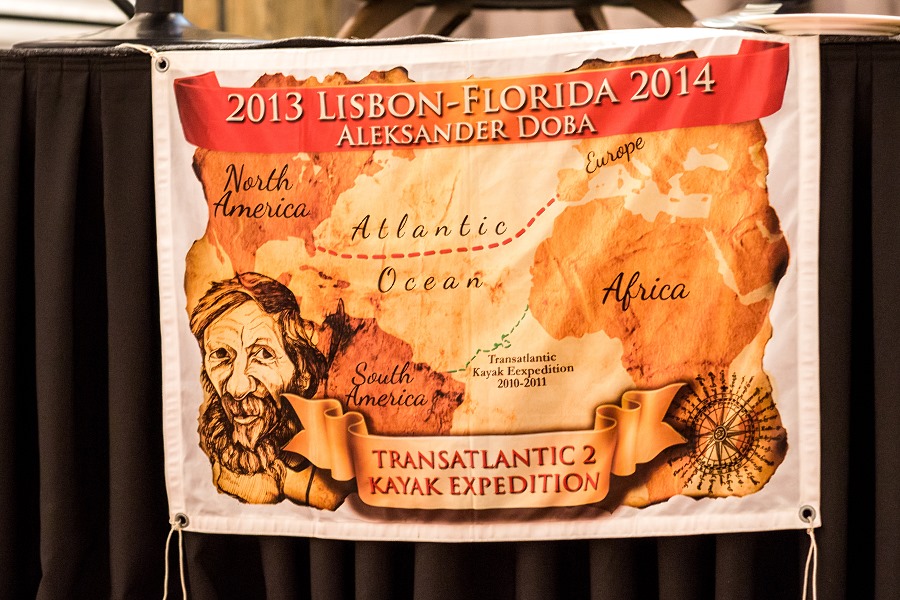 2013 LISBON-FLORIDA 2014
ALEKSANDER DOBA
Europe
North
America
Atlantic
Ocean
Africa
Transatlantic
Kayak Eexpedition
2010-2011
South
America
TRANSATLANTIC 2
KAYAK EXPEDITION